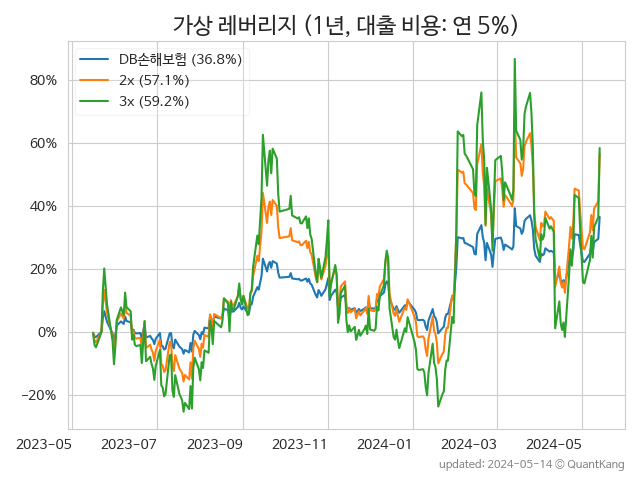 가상 레버리지 (1년, 대출 비용: 연 5%)
DB손해보험 (36.8%)
2x (57.1%)
3x (59.2%)
80%
60%
40%
20%
0%
−20%
2023-05 2023-07 2023-09 2023-11 2024-01 2024-03 2024-05
updated: 2024-05-14 © QuantKang